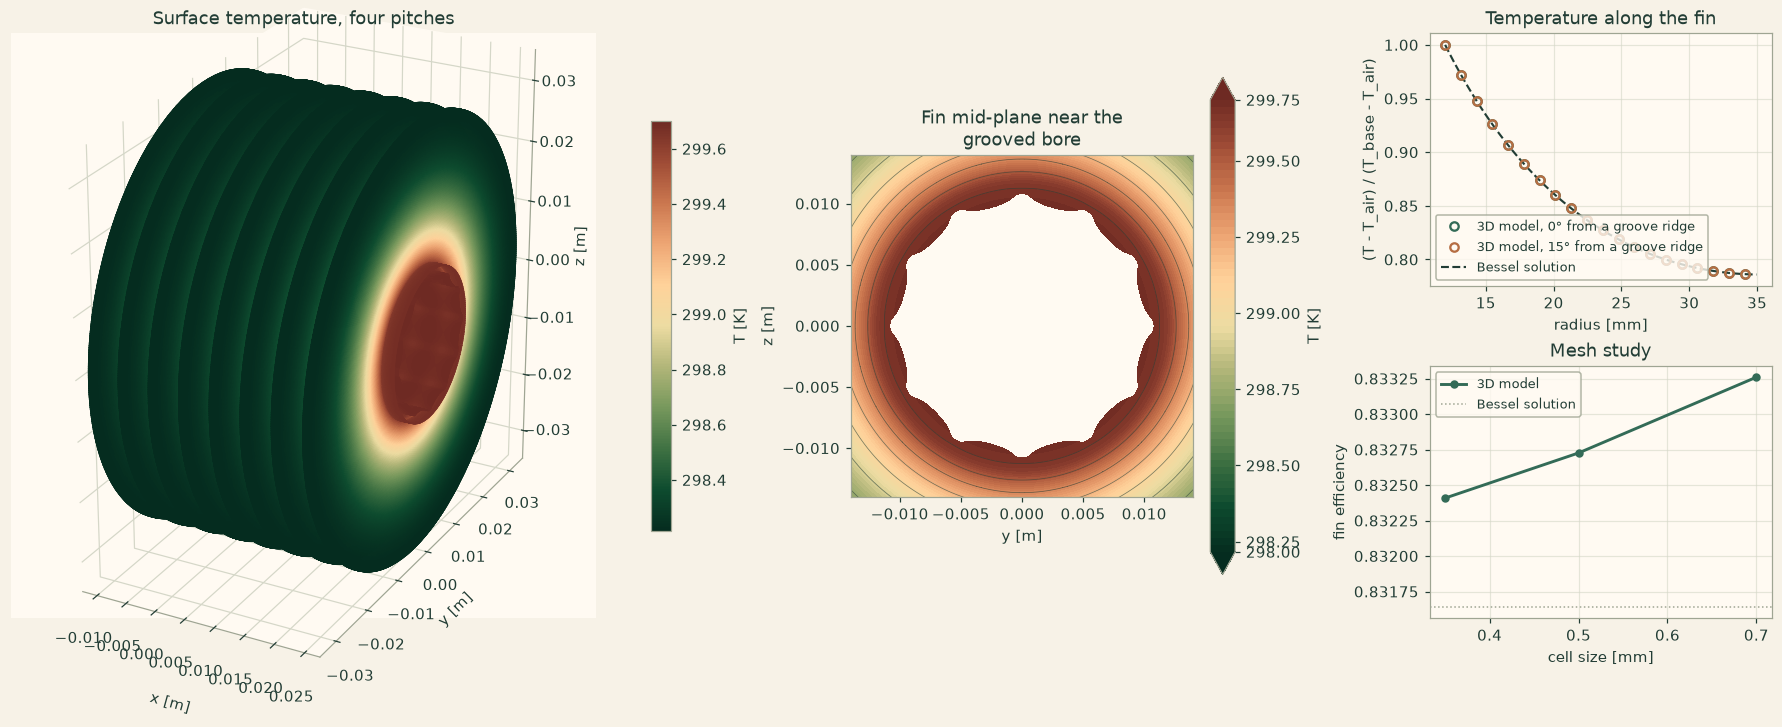 Surface temperature, four pitches
0.03
0.02
0.01
0.00
−0.01
−0.02
−0.03
z [m]
0.03
0.02
0.01
0.00
−0.01
−0.02
−0.03
y [m]
−0.010
−0.005
0.000
0.005
0.010
0.015
0.020
0.025
x [m]
299.6
299.4
299.2
299.0
298.8
298.6
298.4
T [K]
Fin mid-plane near the
grooved bore
0.010
0.005
0.000
−0.005
−0.010
z [m]
−0.010 −0.005 0.000 0.005 0.010
y [m]
299.75
299.50
299.25
299.00
298.75
298.50
298.25
298.00
T [K]
Temperature along the fin
1.00
0.95
0.90
0.85
0.80
(T - T_air) / (T_base - T_air)
3D model, 0° from a groove ridge
3D model, 15° from a groove ridge
Bessel solution
15 20 25 30 35
radius [mm]
Mesh study
0.83325
0.83300
0.83275
0.83250
0.83225
0.83200
0.83175
fin efficiency
3D model
Bessel solution
0.4 0.5 0.6 0.7
cell size [mm]